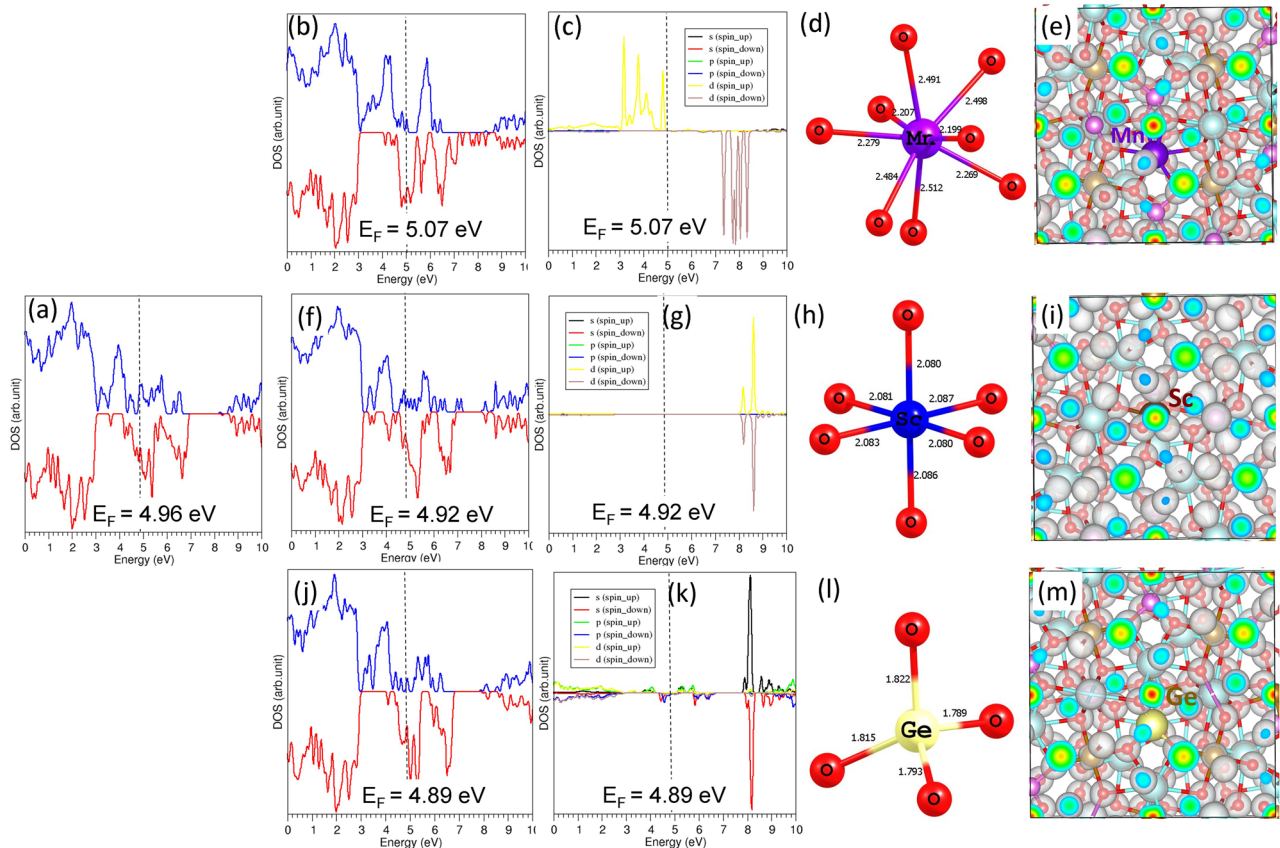 (b)
DOS (arb.unit)
E_F = 5.07 eV
0 1 2 3 4 5 6 7 8 9 10
Energy (eV)
(c)
s (spin_up)
s (spin_down)
p (spin_up)
p (spin_down)
d (spin_up)
d (spin_down)
DOS (arb.unit)
E_F = 5.07 eV
0 1 2 3 4 5 6 7 8 9 10
Energy (eV)
(d)
O
O
2.491
2.498
O
2.207
O
2.199
O
Mn
2.279
2.484
2.269
O
2.512
O
O
(e)
Mn
(a)
DOS (arb.unit)
E_F = 4.96 eV
0 1 2 3 4 5 6 7 8 9 10
Energy (eV)
(f)
DOS (arb.unit)
E_F = 4.92 eV
0 1 2 3 4 5 6 7 8 9 10
Energy (eV)
(g)
s (spin_up)
s (spin_down)
p (spin_up)
p (spin_down)
d (spin_up)
d (spin_down)
DOS (arb.unit)
E_F = 4.92 eV
0 1 2 3 4 5 6 7 8 9 10
Energy (eV)
(h)
O
2.080
O
2.081
2.087
O
Sc
O
2.083
2.080
O
2.086
O
(i)
Sc
(j)
DOS (arb.unit)
E_F = 4.89 eV
0 1 2 3 4 5 6 7 8 9 10
Energy (eV)
(k)
s (spin_up)
s (spin_down)
p (spin_up)
p (spin_down)
d (spin_up)
d (spin_down)
DOS (arb.unit)
E_F = 4.89 eV
0 1 2 3 4 5 6 7 8 9 10
Energy (eV)
(l)
O
1.822
1.789
O
Ge
1.815
O
1.793
O
(m)
Ge